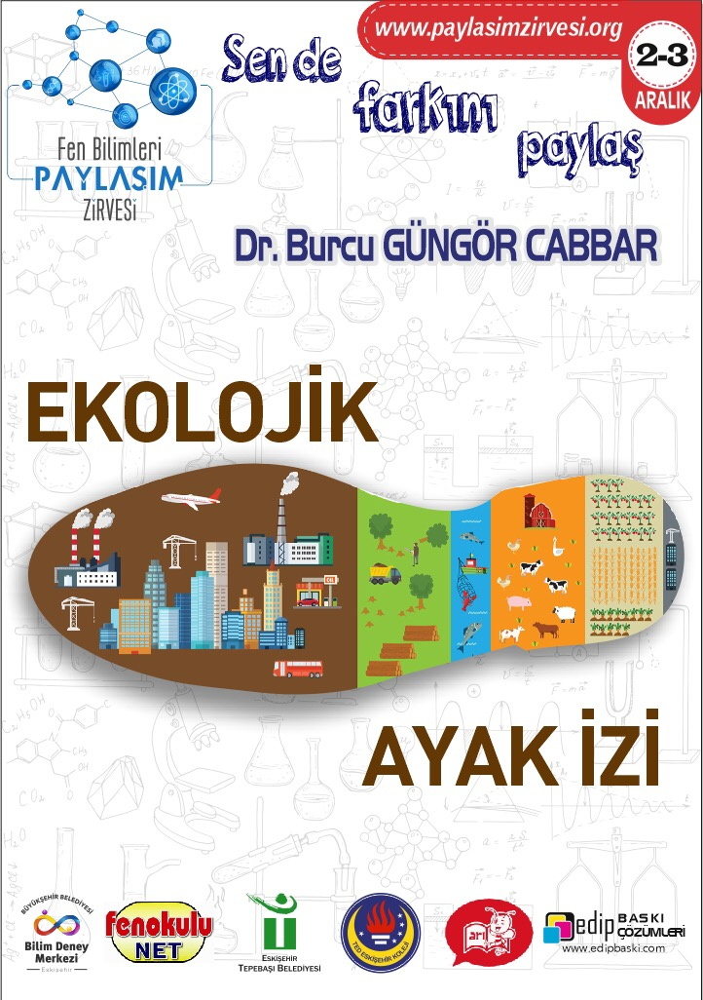 www.paylasimzirvesi.org
2-3
ARALIK
Sen de
farkını
paylaş
Fen Bilimleri
PAYLAŞIM
ZİRVESİ
Dr. Burcu GÜNGÖR CABBAR
EKOLOJİK
OIL
AYAK İZİ
BÜYÜKŞEHİR BELEDİYESİ
Bilim Deney
Merkezi
Eskişehir
fenokulu
NET
ESKİŞEHİR
TEPEBAŞI BELEDİYESİ
TED ESKİŞEHİR KOLEJİ
arı
edip BASKI
ÇÖZÜMLERİ
www.edipbaski.com